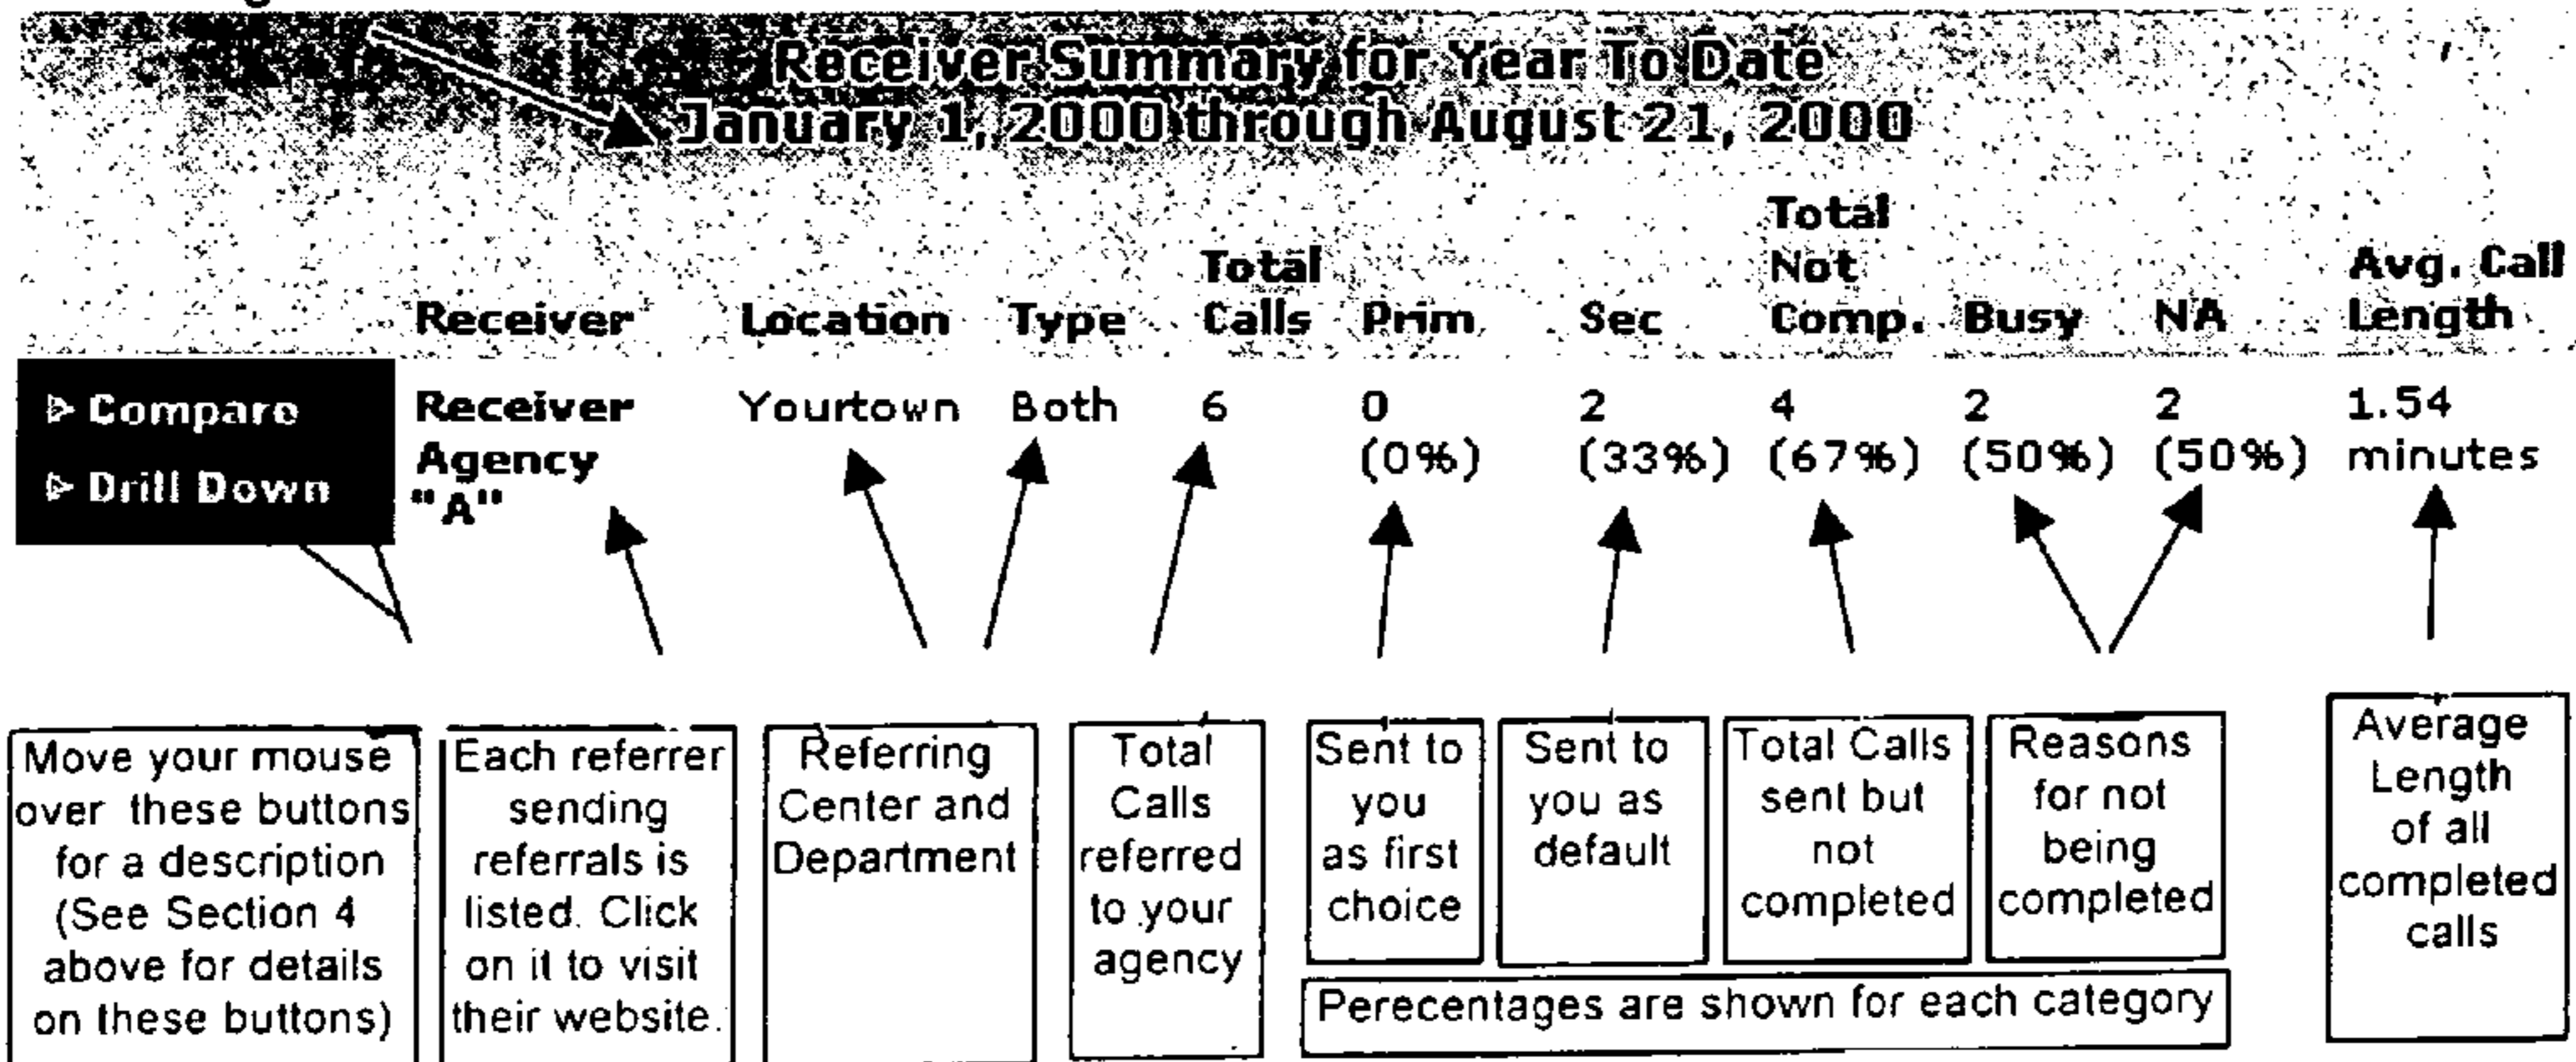 Receiver Summary for Year To Date
January 1, 2000 through August 21, 2000
Total
Not
Total
Avg. Call
Receiver Location Type Calls Prim Sec Comp. Busy NA Length
Compare
Drill Down
Receiver Yourtown Both 6 0 2 4 2 2 1.54
Agency (0%) (33%) (67%) (50%) (50%) minutes
"A"
Move your mouse
over these buttons
for a description
(See Section 4
above for details
on these buttons)
Each referrer
sending
referrals is
listed. Click
on it to visit
their website.
Referring
Center and
Department
Total
Calls
referred
to your
agency
Sent to
you
as first
choice
Sent to
you as
default
Total Calls
sent but
not
completed
Reasons
for not
being
completed
Perecentages are shown for each category
Average
Length
of all
completed
calls